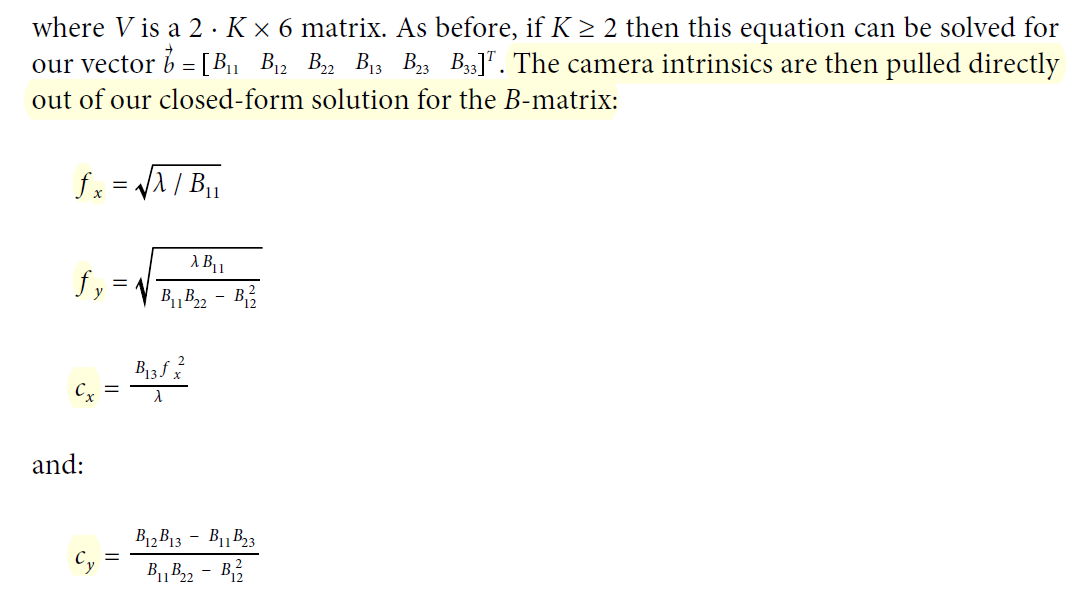 where V is a 2 · K × 6 matrix. As before, if K ≥ 2 then this equation can be solved for
our vector b⃗ = [B₁₁ B₁₂ B₂₂ B₁₃ B₂₃ B₃₃]ᵀ. The camera intrinsics are then pulled directly
out of our closed-form solution for the B-matrix:
fₓ = √(λ / B₁₁)
f_y = √(λB₁₁ / (B₁₁B₂₂ − B₁₂²))
cₓ = B₁₃fₓ² / λ
and:
c_y = (B₁₂B₁₃ − B₁₁B₂₃) / (B₁₁B₂₂ − B₁₂²)